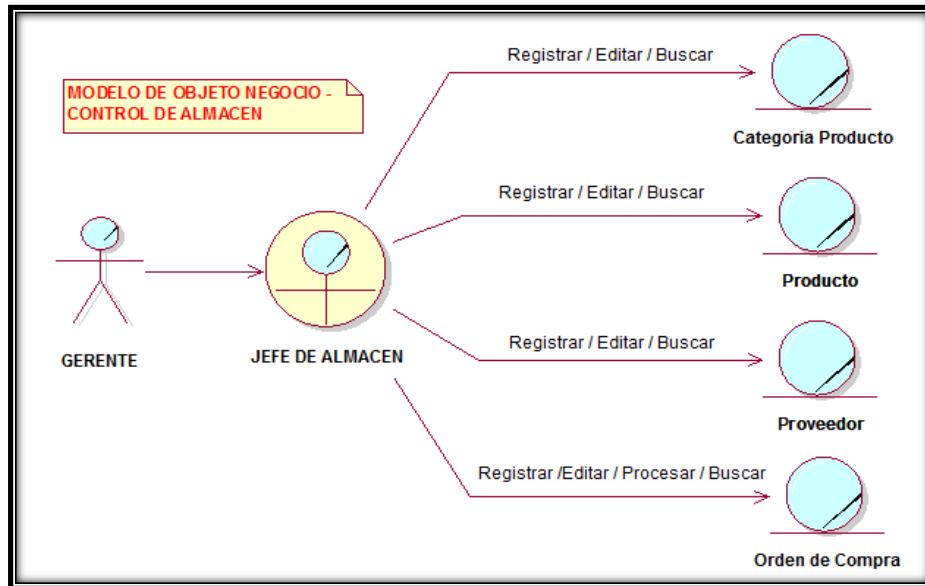 MODELO DE OBJETO NEGOCIO -
CONTROL DE ALMACEN
Registrar / Editar / Buscar
Categoria Producto
Registrar / Editar / Buscar
Producto
GERENTE
JEFE DE ALMACEN
Registrar / Editar / Buscar
Proveedor
Registrar /Editar / Procesar / Buscar
Orden de Compra